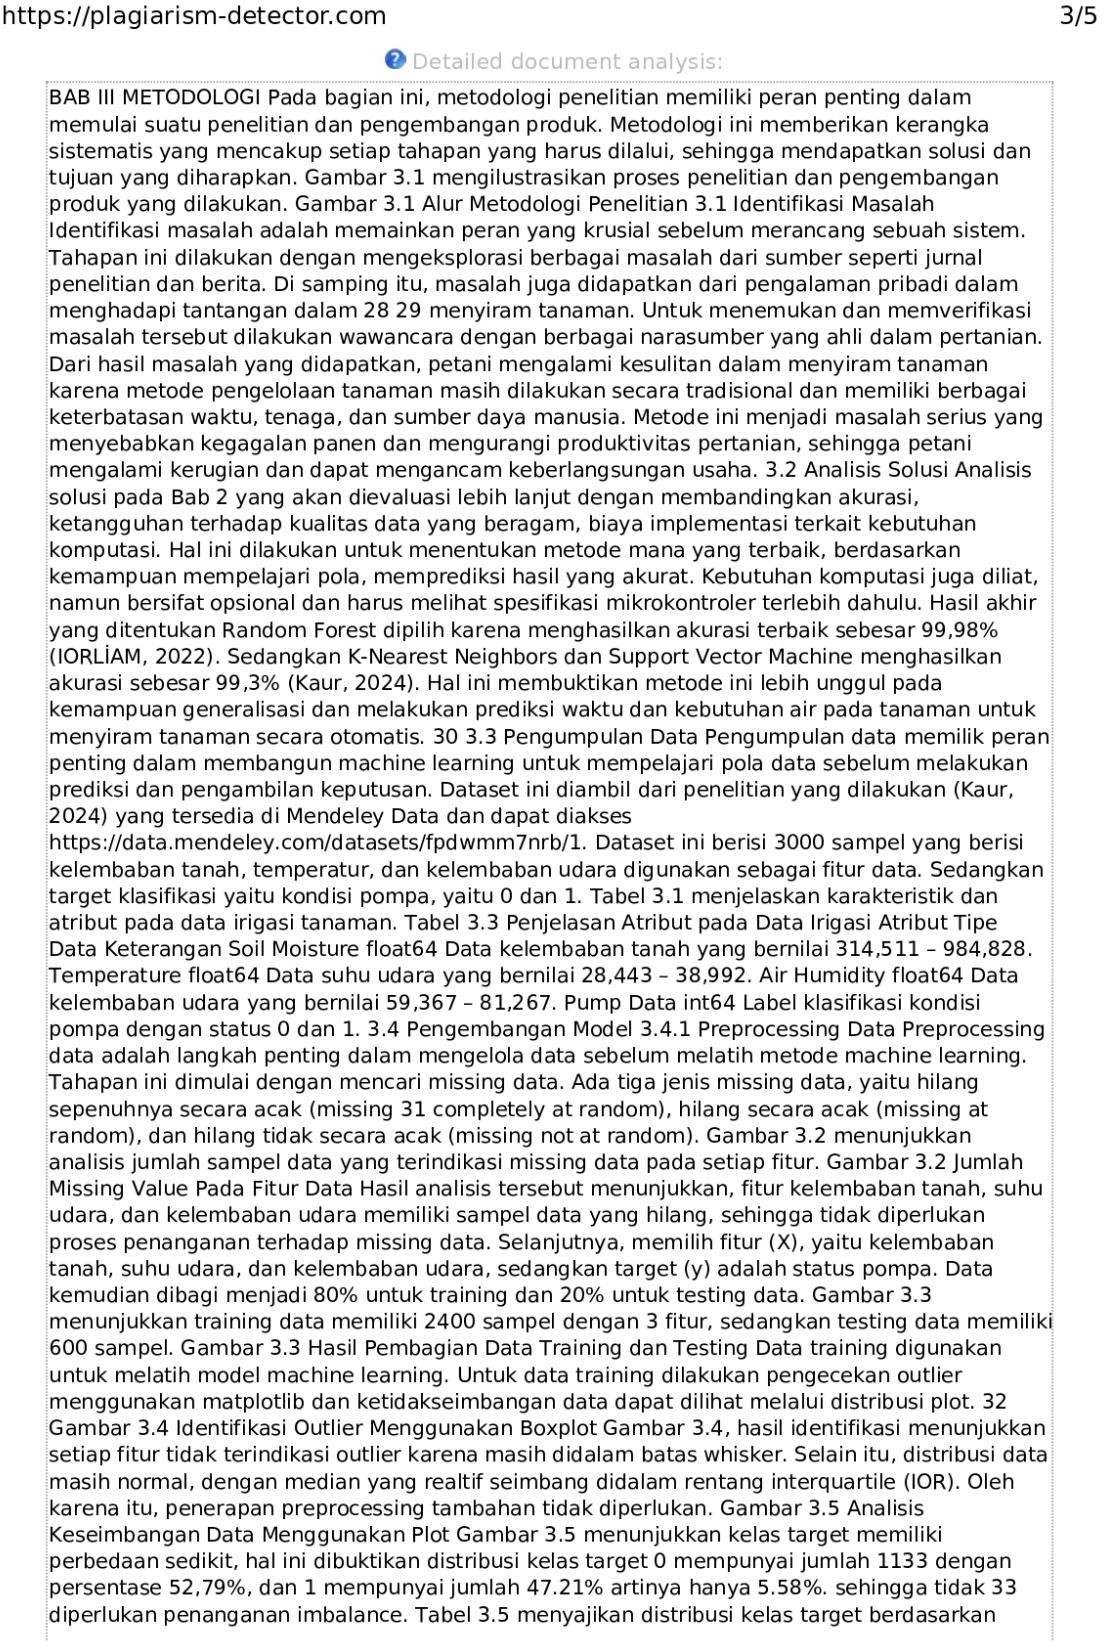 https://plagiarism-detector.com 3/5
Detailed document analysis:
BAB III METODOLOGI Pada bagian ini, metodologi penelitian memiliki peran penting dalam
memulai suatu penelitian dan pengembangan produk. Metodologi ini memberikan kerangka
sistematis yang mencakup setiap tahapan yang harus dilalui, sehingga mendapatkan solusi dan
tujuan yang diharapkan. Gambar 3.1 mengilustrasikan proses penelitian dan pengembangan
produk yang dilakukan. Gambar 3.1 Alur Metodologi Penelitian 3.1 Identifikasi Masalah
Identifikasi masalah adalah memainkan peran yang krusial sebelum merancang sebuah sistem.
Tahapan ini dilakukan dengan mengeksplorasi berbagai masalah dari sumber seperti jurnal
penelitian dan berita. Di samping itu, masalah juga didapatkan dari pengalaman pribadi dalam
menghadapi tantangan dalam 28 29 menyiram tanaman. Untuk menemukan dan memverifikasi
masalah tersebut dilakukan wawancara dengan berbagai narasumber yang ahli dalam pertanian.
Dari hasil masalah yang didapatkan, petani mengalami kesulitan dalam menyiram tanaman
karena metode pengelolaan tanaman masih dilakukan secara tradisional dan memiliki berbagai
keterbatasan waktu, tenaga, dan sumber daya manusia. Metode ini menjadi masalah serius yang
menyebabkan kegagalan panen dan mengurangi produktivitas pertanian, sehingga petani
mengalami kerugian dan dapat mengancam keberlangsungan usaha. 3.2 Analisis Solusi Analisis
solusi pada Bab 2 yang akan dievaluasi lebih lanjut dengan membandingkan akurasi,
ketangguhan terhadap kualitas data yang beragam, biaya implementasi terkait kebutuhan
komputasi. Hal ini dilakukan untuk menentukan metode mana yang terbaik, berdasarkan
kemampuan mempelajari pola, memprediksi hasil yang akurat. Kebutuhan komputasi juga diliat,
namun bersifat opsional dan harus melihat spesifikasi mikrokontroler terlebih dahulu. Hasil akhir
yang ditentukan Random Forest dipilih karena menghasilkan akurasi terbaik sebesar 99,98%
(IORLİAM, 2022). Sedangkan K-Nearest Neighbors dan Support Vector Machine menghasilkan
akurasi sebesar 99,3% (Kaur, 2024). Hal ini membuktikan metode ini lebih unggul pada
kemampuan generalisasi dan melakukan prediksi waktu dan kebutuhan air pada tanaman untuk
menyiram tanaman secara otomatis. 30 3.3 Pengumpulan Data Pengumpulan data memilik peran
penting dalam membangun machine learning untuk mempelajari pola data sebelum melakukan
prediksi dan pengambilan keputusan. Dataset ini diambil dari penelitian yang dilakukan (Kaur,
2024) yang tersedia di Mendeley Data dan dapat diakses
https://data.mendeley.com/datasets/fpdwmm7nrb/1. Dataset ini berisi 3000 sampel yang berisi
kelembaban tanah, temperatur, dan kelembaban udara digunakan sebagai fitur data. Sedangkan
target klasifikasi yaitu kondisi pompa, yaitu 0 dan 1. Tabel 3.1 menjelaskan karakteristik dan
atribut pada data irigasi tanaman. Tabel 3.3 Penjelasan Atribut pada Data Irigasi Atribut Tipe
Data Keterangan Soil Moisture float64 Data kelembaban tanah yang bernilai 314,511 – 984,828.
Temperature float64 Data suhu udara yang bernilai 28,443 – 38,992. Air Humidity float64 Data
kelembaban udara yang bernilai 59,367 – 81,267. Pump Data int64 Label klasifikasi kondisi
pompa dengan status 0 dan 1. 3.4 Pengembangan Model 3.4.1 Preprocessing Data Preprocessing
data adalah langkah penting dalam mengelola data sebelum melatih metode machine learning.
Tahapan ini dimulai dengan mencari missing data. Ada tiga jenis missing data, yaitu hilang
sepenuhnya secara acak (missing 31 completely at random), hilang secara acak (missing at
random), dan hilang tidak secara acak (missing not at random). Gambar 3.2 menunjukkan
analisis jumlah sampel data yang terindikasi missing data pada setiap fitur. Gambar 3.2 Jumlah
Missing Value Pada Fitur Data Hasil analisis tersebut menunjukkan, fitur kelembaban tanah, suhu
udara, dan kelembaban udara memiliki sampel data yang hilang, sehingga tidak diperlukan
proses penanganan terhadap missing data. Selanjutnya, memilih fitur (X), yaitu kelembaban
tanah, suhu udara, dan kelembaban udara, sedangkan target (y) adalah status pompa. Data
kemudian dibagi menjadi 80% untuk training dan 20% untuk testing data. Gambar 3.3
menunjukkan training data memiliki 2400 sampel dengan 3 fitur, sedangkan testing data memiliki
600 sampel. Gambar 3.3 Hasil Pembagian Data Training dan Testing Data training digunakan
untuk melatih model machine learning. Untuk data training dilakukan pengecekan outlier
menggunakan matplotlib dan ketidakseimbangan data dapat dilihat melalui distribusi plot. 32
Gambar 3.4 Identifikasi Outlier Menggunakan Boxplot Gambar 3.4, hasil identifikasi menunjukkan
setiap fitur tidak terindikasi outlier karena masih didalam batas whisker. Selain itu, distribusi data
masih normal, dengan median yang realtif seimbang didalam rentang interquartile (IOR). Oleh
karena itu, penerapan preprocessing tambahan tidak diperlukan. Gambar 3.5 Analisis
Keseimbangan Data Menggunakan Plot Gambar 3.5 menunjukkan kelas target memiliki
perbedaan sedikit, hal ini dibuktikan distribusi kelas target 0 mempunyai jumlah 1133 dengan
persentase 52,79%, dan 1 mempunyai jumlah 47.21% artinya hanya 5.58%. sehingga tidak 33
diperlukan penanganan imbalance. Tabel 3.5 menyajikan distribusi kelas target berdasarkan